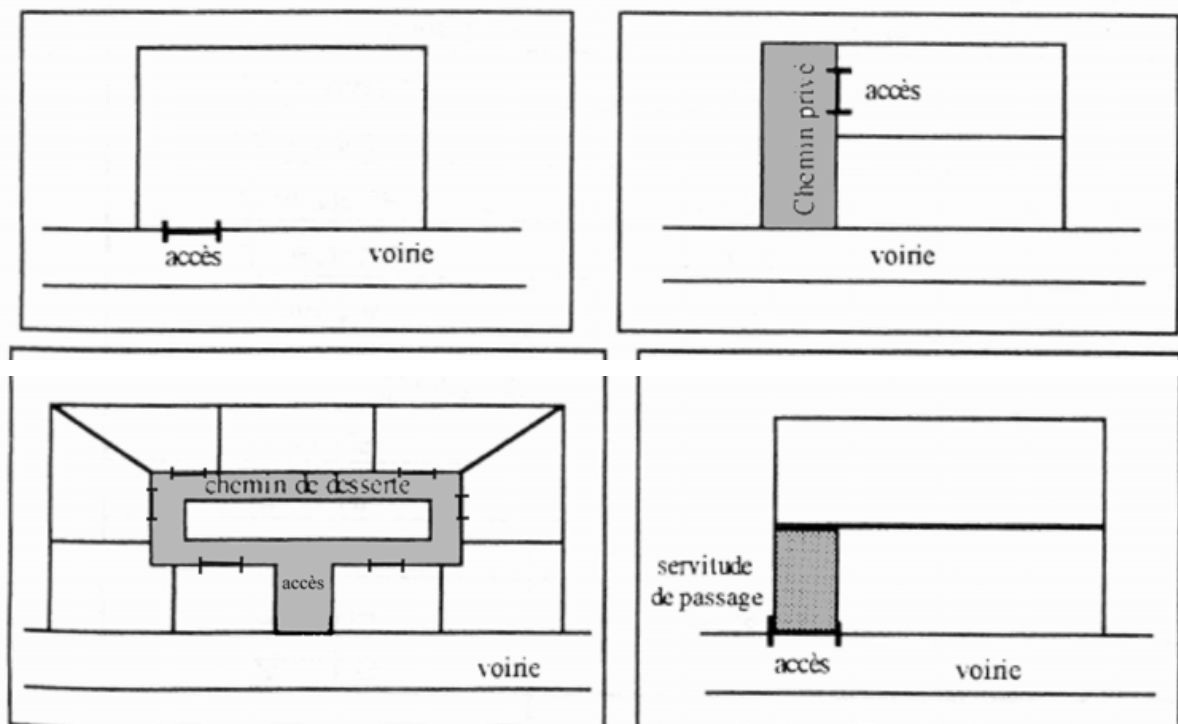 accès
voirie
Chemin privé
accès
voirie
chemin de desserte
accès
voirie
servitude
de passage
accès
voirie